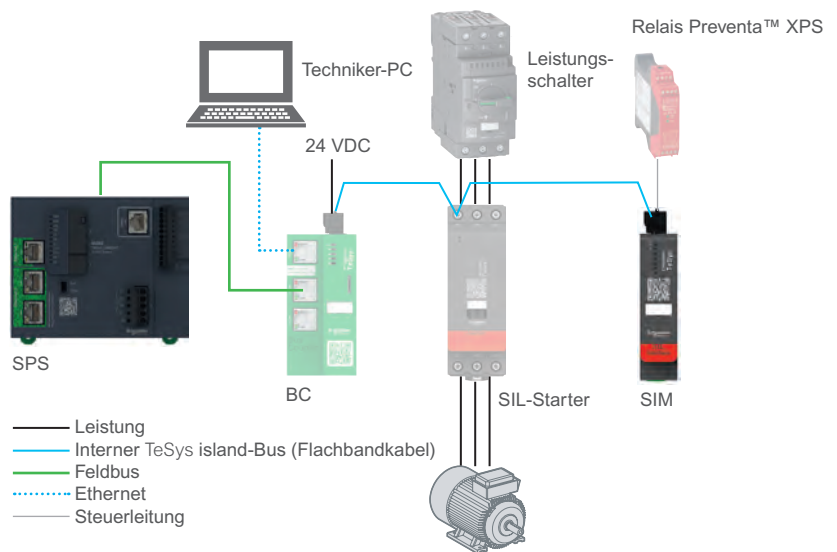 Relais Preventa™ XPS
Techniker-PC
Leistungs-
schalter
24 VDC
SPS
BC
SIL-Starter
SIM
Leistung
Interner TeSys island-Bus (Flachbandkabel)
Feldbus
Ethernet
Steuerleitung